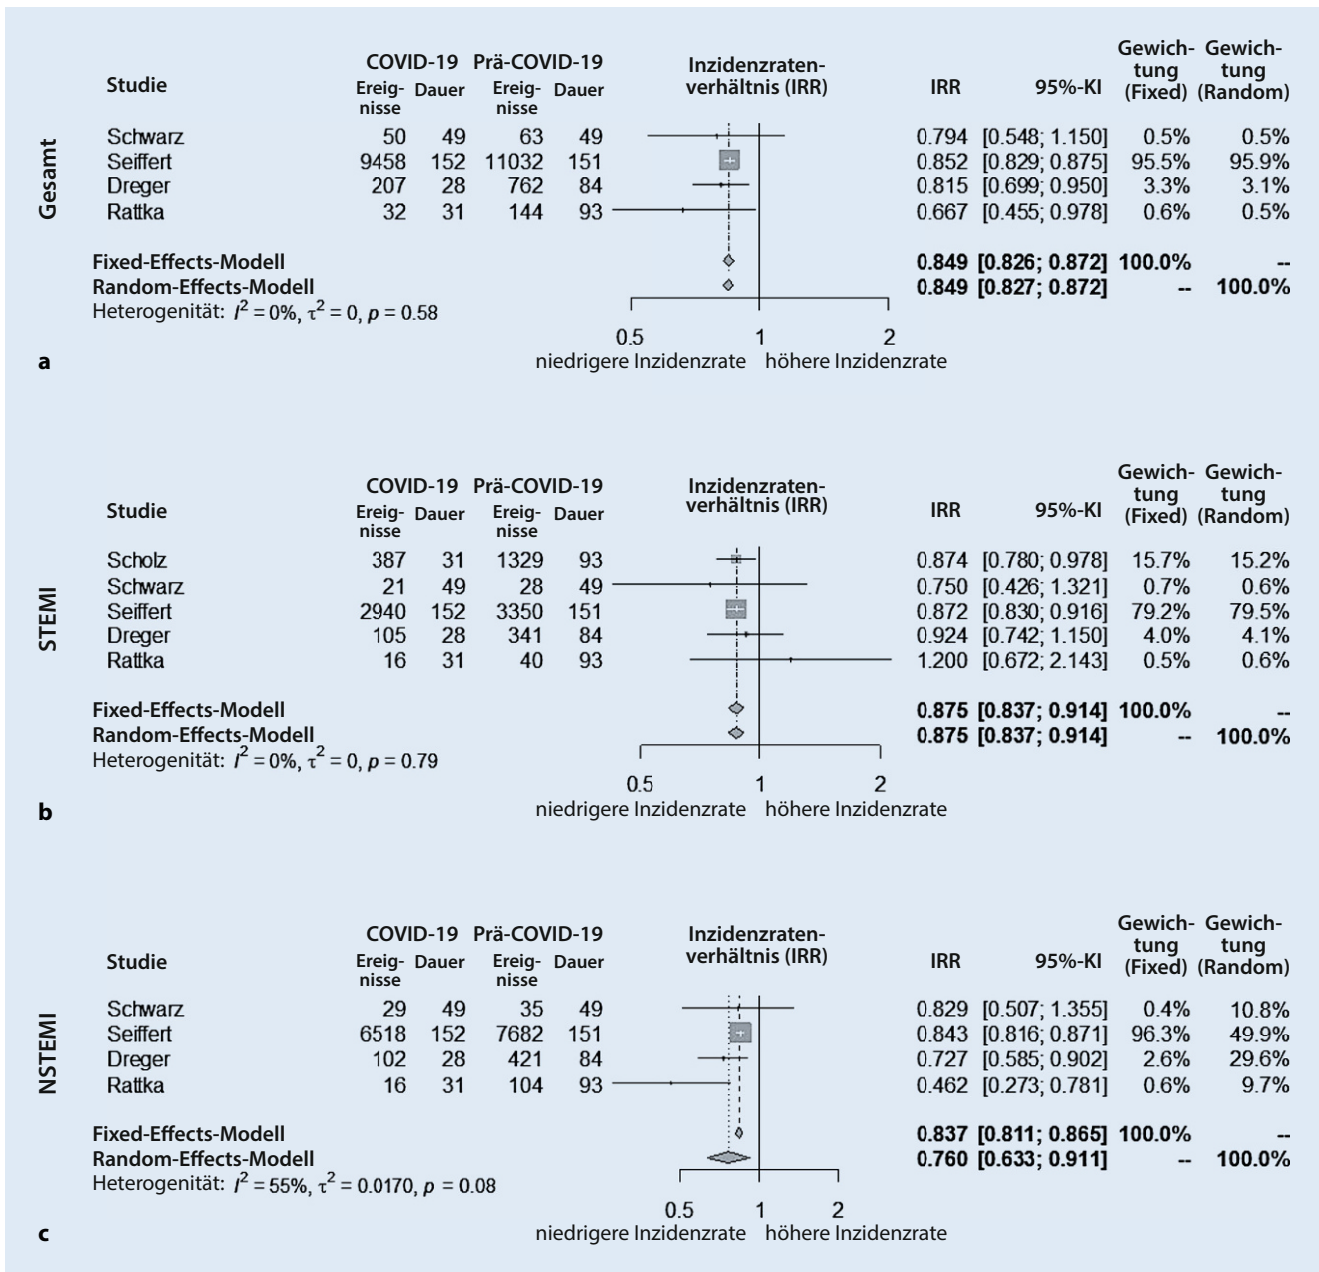 Gesamt
COVID-19 Prä-COVID-19 Inzidenzraten- Gewich- Gewich-
Studie Ereig- Dauer Ereig- Dauer verhältnis (IRR) IRR 95%-KI tung tung
nisse nisse (Fixed) (Random)
Schwarz 50 49 63 49 0.794 [0.548; 1.150] 0.5% 0.5%
Seiffert 9458 152 11032 151 0.852 [0.829; 0.875] 95.5% 95.9%
Dreger 207 28 762 84 0.815 [0.699; 0.950] 3.3% 3.1%
Rattka 32 31 144 93 0.667 [0.455; 0.978] 0.6% 0.5%
Fixed-Effects-Modell 0.849 [0.826; 0.872] 100.0% --
Random-Effects-Modell 0.849 [0.827; 0.872] -- 100.0%
Heterogenität: I² = 0%, τ² = 0, p = 0.58
0.5 1 2
niedrigere Inzidenzrate höhere Inzidenzrate
a
STEMI
COVID-19 Prä-COVID-19 Inzidenzraten- Gewich- Gewich-
Studie Ereig- Dauer Ereig- Dauer verhältnis (IRR) IRR 95%-KI tung tung
nisse nisse (Fixed) (Random)
Scholz 387 31 1329 93 0.874 [0.780; 0.978] 15.7% 15.2%
Schwarz 21 49 28 49 0.750 [0.426; 1.321] 0.7% 0.6%
Seiffert 2940 152 3350 151 0.872 [0.830; 0.916] 79.2% 79.5%
Dreger 105 28 341 84 0.924 [0.742; 1.150] 4.0% 4.1%
Rattka 16 31 40 93 1.200 [0.672; 2.143] 0.5% 0.6%
Fixed-Effects-Modell 0.875 [0.837; 0.914] 100.0% --
Random-Effects-Modell 0.875 [0.837; 0.914] -- 100.0%
Heterogenität: I² = 0%, τ² = 0, p = 0.79
0.5 1 2
niedrigere Inzidenzrate höhere Inzidenzrate
b
NSTEMI
COVID-19 Prä-COVID-19 Inzidenzraten- Gewich- Gewich-
Studie Ereig- Dauer Ereig- Dauer verhältnis (IRR) IRR 95%-KI tung tung
nisse nisse (Fixed) (Random)
Schwarz 29 49 35 49 0.829 [0.507; 1.355] 0.4% 10.8%
Seiffert 6518 152 7682 151 0.843 [0.816; 0.871] 96.3% 49.9%
Dreger 102 28 421 84 0.727 [0.585; 0.902] 2.6% 29.6%
Rattka 16 31 104 93 0.462 [0.273; 0.781] 0.6% 9.7%
Fixed-Effects-Modell 0.837 [0.811; 0.865] 100.0% --
Random-Effects-Modell 0.760 [0.633; 0.911] -- 100.0%
Heterogenität: I² = 55%, τ² = 0.0170, p = 0.08
0.5 1 2
niedrigere Inzidenzrate höhere Inzidenzrate
c